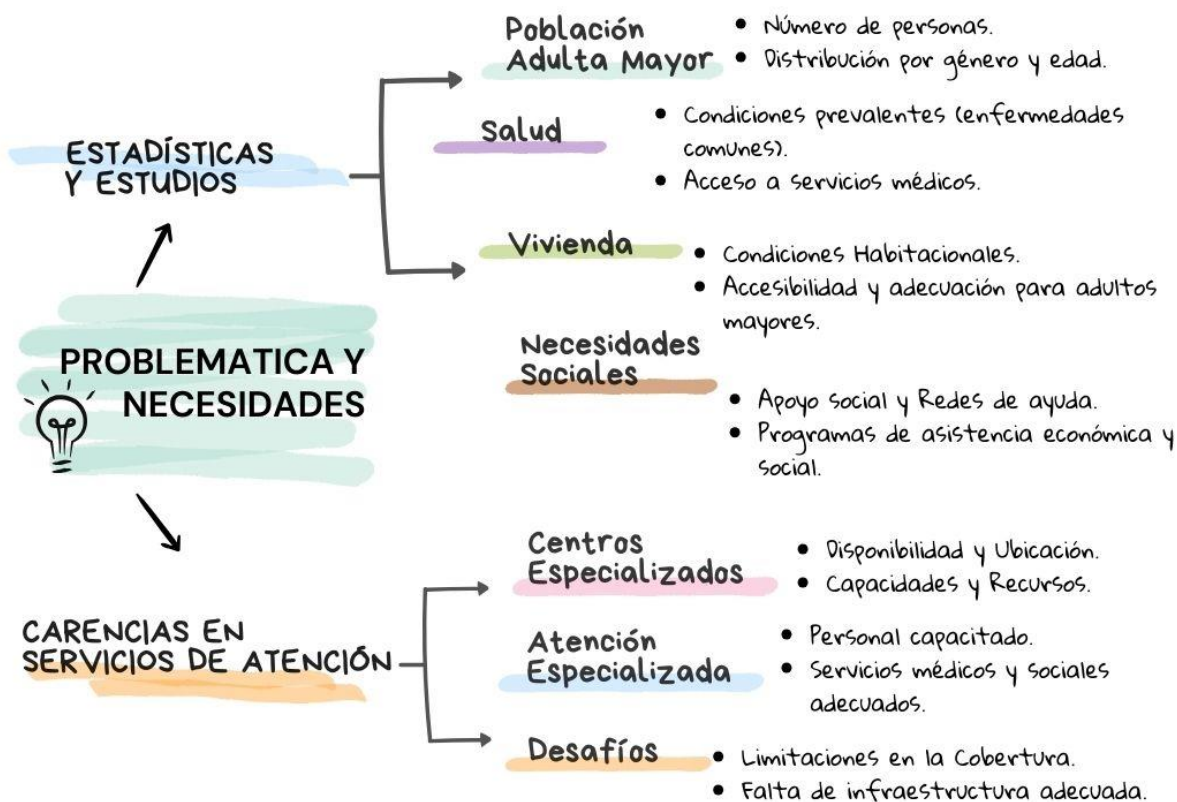 Población
Adulta Mayor
• Número de personas.
• Distribución por género y edad.
Salud
• Condiciones prevalentes (enfermedades
comunes).
• Acceso a servicios médicos.
ESTADÍSTICAS
Y ESTUDIOS
Vivienda
• Condiciones Habitacionales.
• Accesibilidad y adecuación para adultos
mayores.
PROBLEMATICA Y
NECESIDADES
Necesidades
Sociales
• Apoyo social y Redes de ayuda.
• Programas de asistencia económica y
social.
CARENCIAS EN
SERVICIOS DE ATENCIÓN
Centros
Especializados
• Disponibilidad y Ubicación.
• Capacidades y Recursos.
Atención
Especializada
• Personal capacitado.
• Servicios médicos y sociales
adecuados.
Desafíos
• Limitaciones en la Cobertura.
• Falta de infraestructura adecuada.